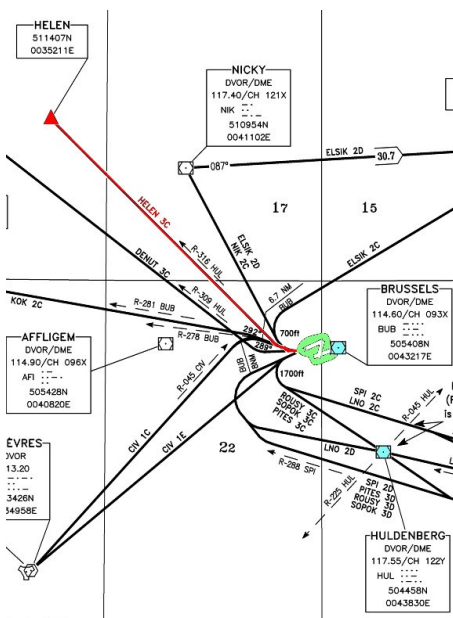 HELEN
511407N
0035211E
NICKY
DVOR/DME
117.40/CH 121X
NIK
510954N
0041102E
087°
ELSIK 2D
30.7
17
15
HELEN 3C
ELSIK 2D
NIK 2C
R-316 HUL
DENUT 3C
R-309 HUL
ELSIK 2C
6.7 NM
BUB
KOK 2C
R-281 BUB
R-278 BUB
292°
289°
700ft
1700ft
BRUSSELS
DVOR/DME
114.60/CH 093X
BUB
505408N
0043217E
AFFLIGEM
DVOR/DME
114.90/CH 096X
AFI
505428N
0040820E
R-045 CIV
BUB
BNM
CIV 1C
CIV 1E
22
ROUSY 3C
SOPOK 3C
PITES 3C
SPI 2C
LNO 2C
R-045 HUL
(F
is
LNO 2D
R-288 SPI
R-225 HUL
SPI 2D
PITES 3D
ROUSY 3D
SOPOK 3D
LN
ÈVRES
DVOR
13.20
3426N
34958E
HULDENBERG
DVOR/DME
117.55/CH 122Y
HUL
504458N
0043830E